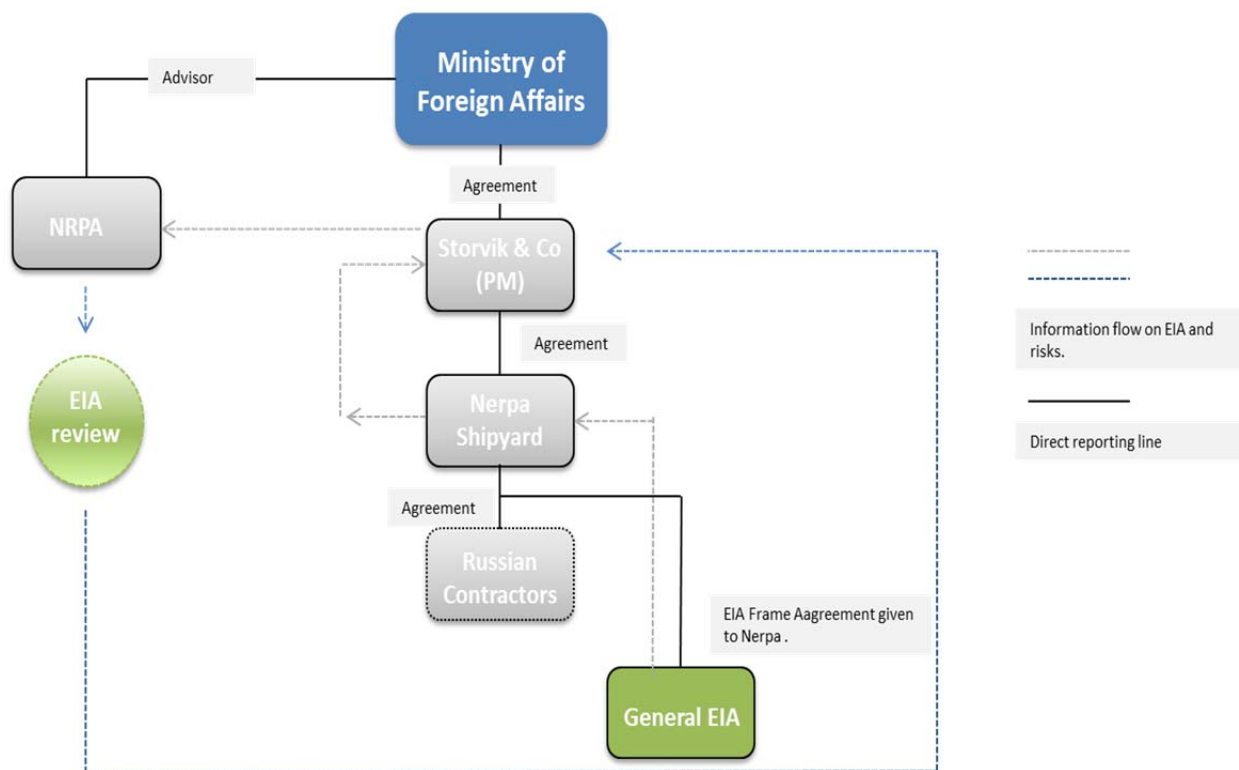 Ministry of
Foreign Affairs
Advisor
Agreement
NRPA
Storvik & Co
(PM)
Agreement
Information flow on EIA and
risks.
EIA
review
Nerpa
Shipyard
Direct reporting line
Agreement
Russian
Contractors
EIA Frame Aagreement given
to Nerpa .
General EIA